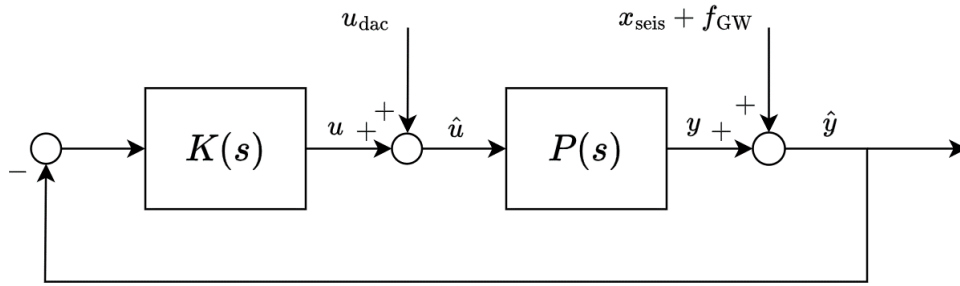 u_dac
x_seis + f_GW
−
K(s)
u
+
+
û
P(s)
y
+
+
ŷ